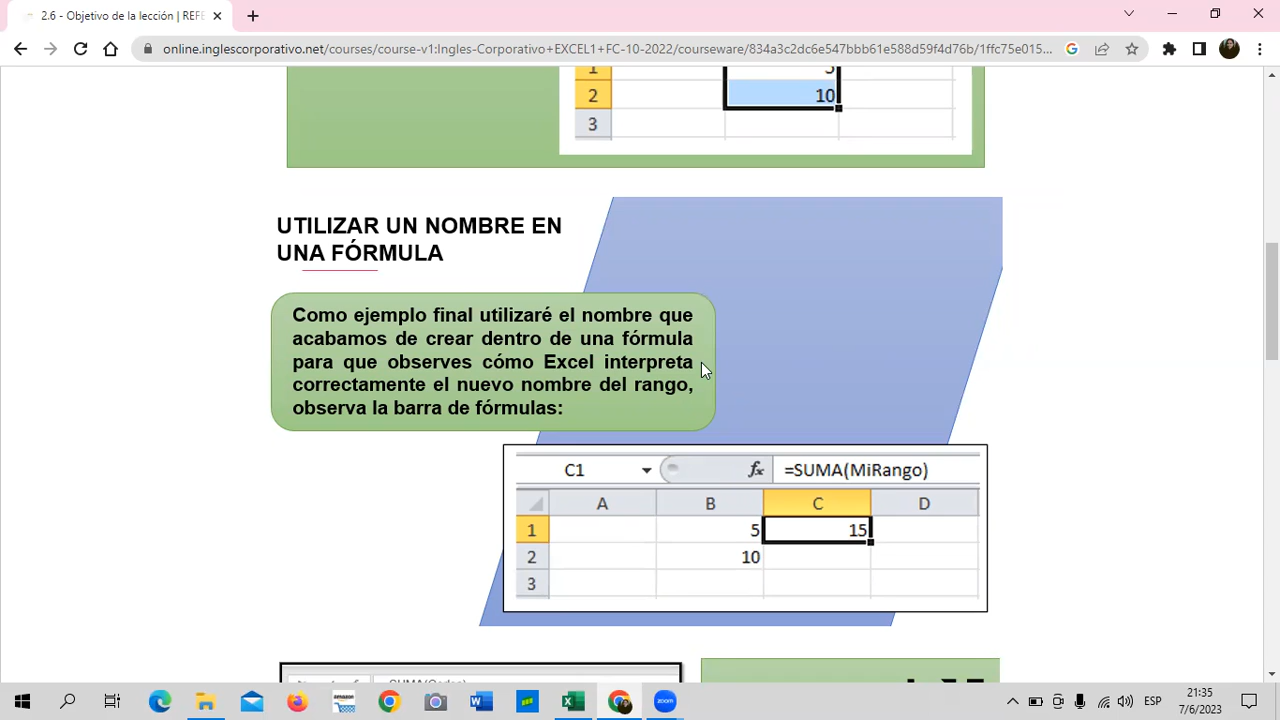 2.6 - Objetivo de la lección | REFE
online.inglescorporativo.net/courses/course-v1:Ingles-Corporativo+EXCEL1+FC-10-2022/courseware/834a3c2dc6e547bbb61e588d59f4d76b/1ffc75e015...
1 5
2 10
3
UTILIZAR UN NOMBRE EN
UNA FÓRMULA
Como ejemplo final utilizaré el nombre que
acabamos de crear dentro de una fórmula
para que observes cómo Excel interpreta
correctamente el nuevo nombre del rango,
observa la barra de fórmulas:
C1 fx =SUMA(MiRango)
A B C D
1 5 15
2 10
3
ESP
21:35
7/6/2023